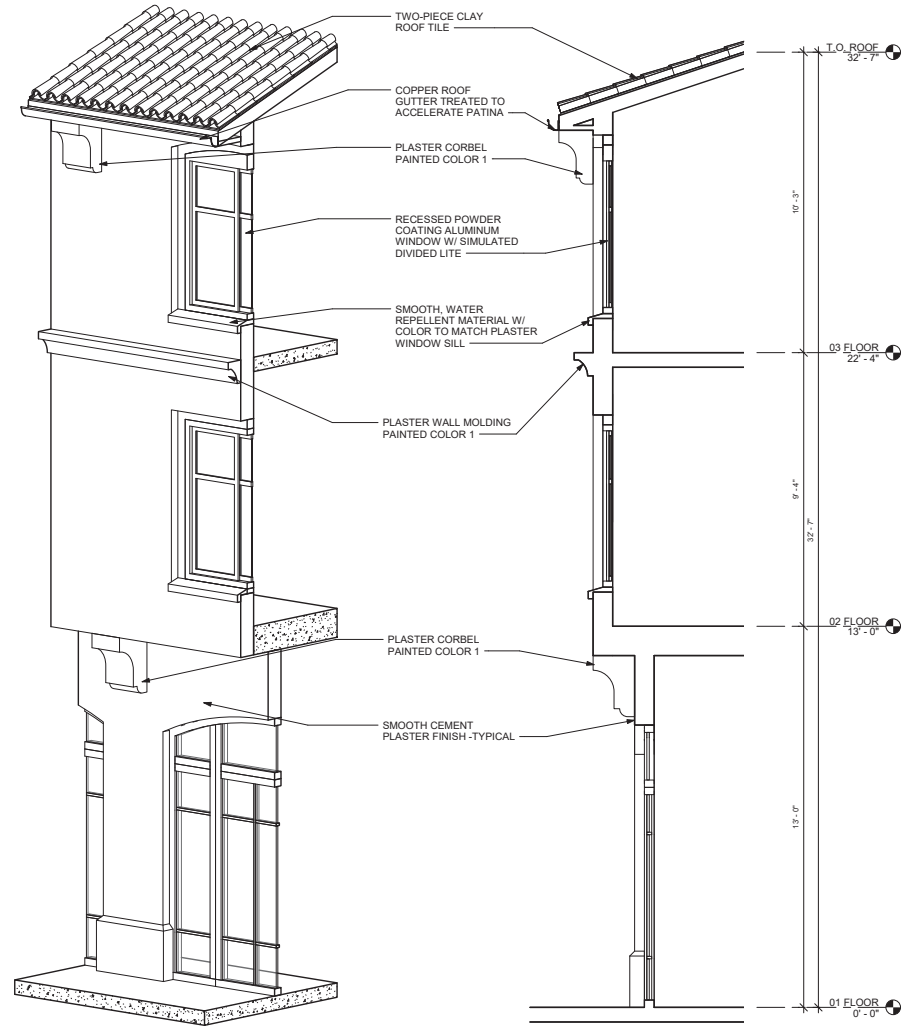 TWO-PIECE CLAY
ROOF TILE
T.O. ROOF
32' - 7"
COPPER ROOF
GUTTER TREATED TO
ACCELERATE PATINA
PLASTER CORBEL
PAINTED COLOR 1
10' - 3"
RECESSED POWDER
COATING ALUMINUM
WINDOW W/ SIMULATED
DIVIDED LITE
SMOOTH, WATER
REPELLENT MATERIAL W/
COLOR TO MATCH PLASTER
WINDOW SILL
03 FLOOR
22' - 4"
PLASTER WALL MOLDING
PAINTED COLOR 1
9' - 4"
32' - 7"
02 FLOOR
13' - 0"
PLASTER CORBEL
PAINTED COLOR 1
SMOOTH CEMENT
PLASTER FINISH -TYPICAL
13' - 0"
01 FLOOR
0' - 0"